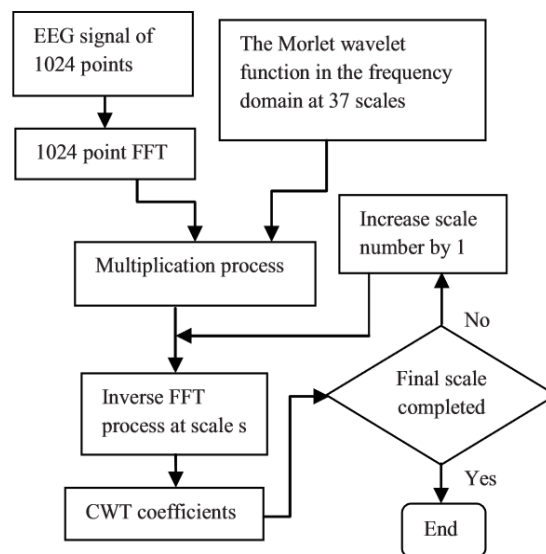 EEG signal of
1024 points
The Morlet wavelet
function in the frequency
domain at 37 scales
1024 point FFT
Increase scale
number by 1
Multiplication process
No
Final scale
completed
Inverse FFT
process at scale s
Yes
CWT coefficients
End